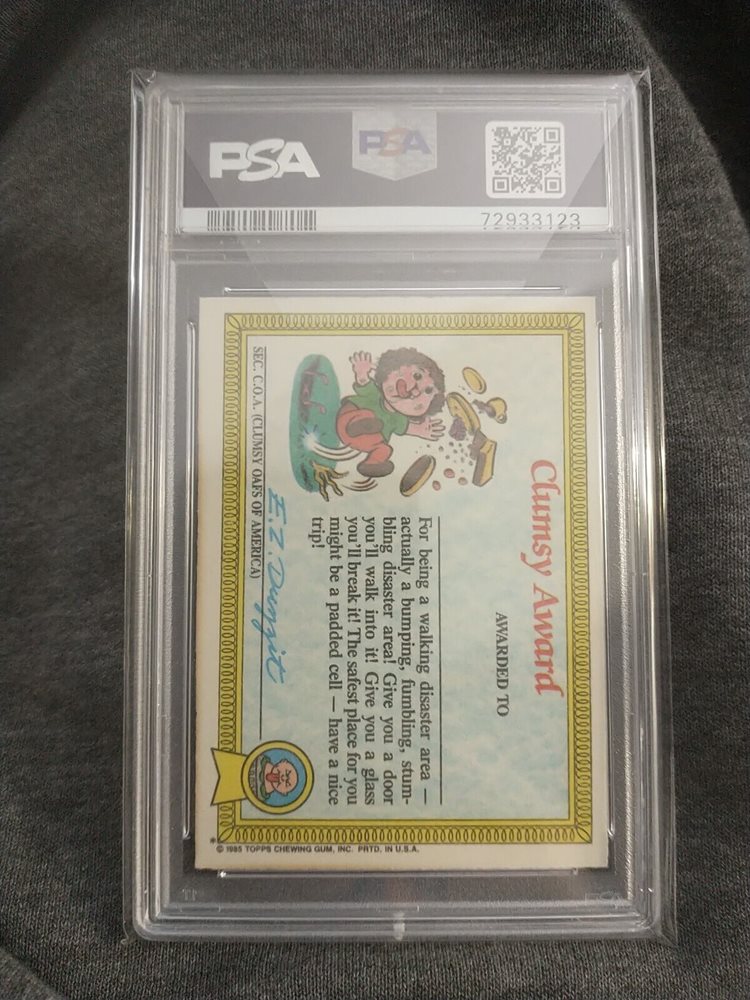 PSA
PSA
72933123
Clumsy Award
AWARDED TO
For being a walking disaster area —
actually a bumping, fumbling, stum-
bling disaster area! Give you a door
you'll walk into it! Give you a glass
you'll break it! The safest place for you
might be a padded cell — have a nice
trip!
E.Z. Duzzit
SEC. C.O.A. (CLUMSY OAFS OF AMERICA)
* © 1985 TOPPS CHEWING GUM, INC. PRTD. IN U.S.A.